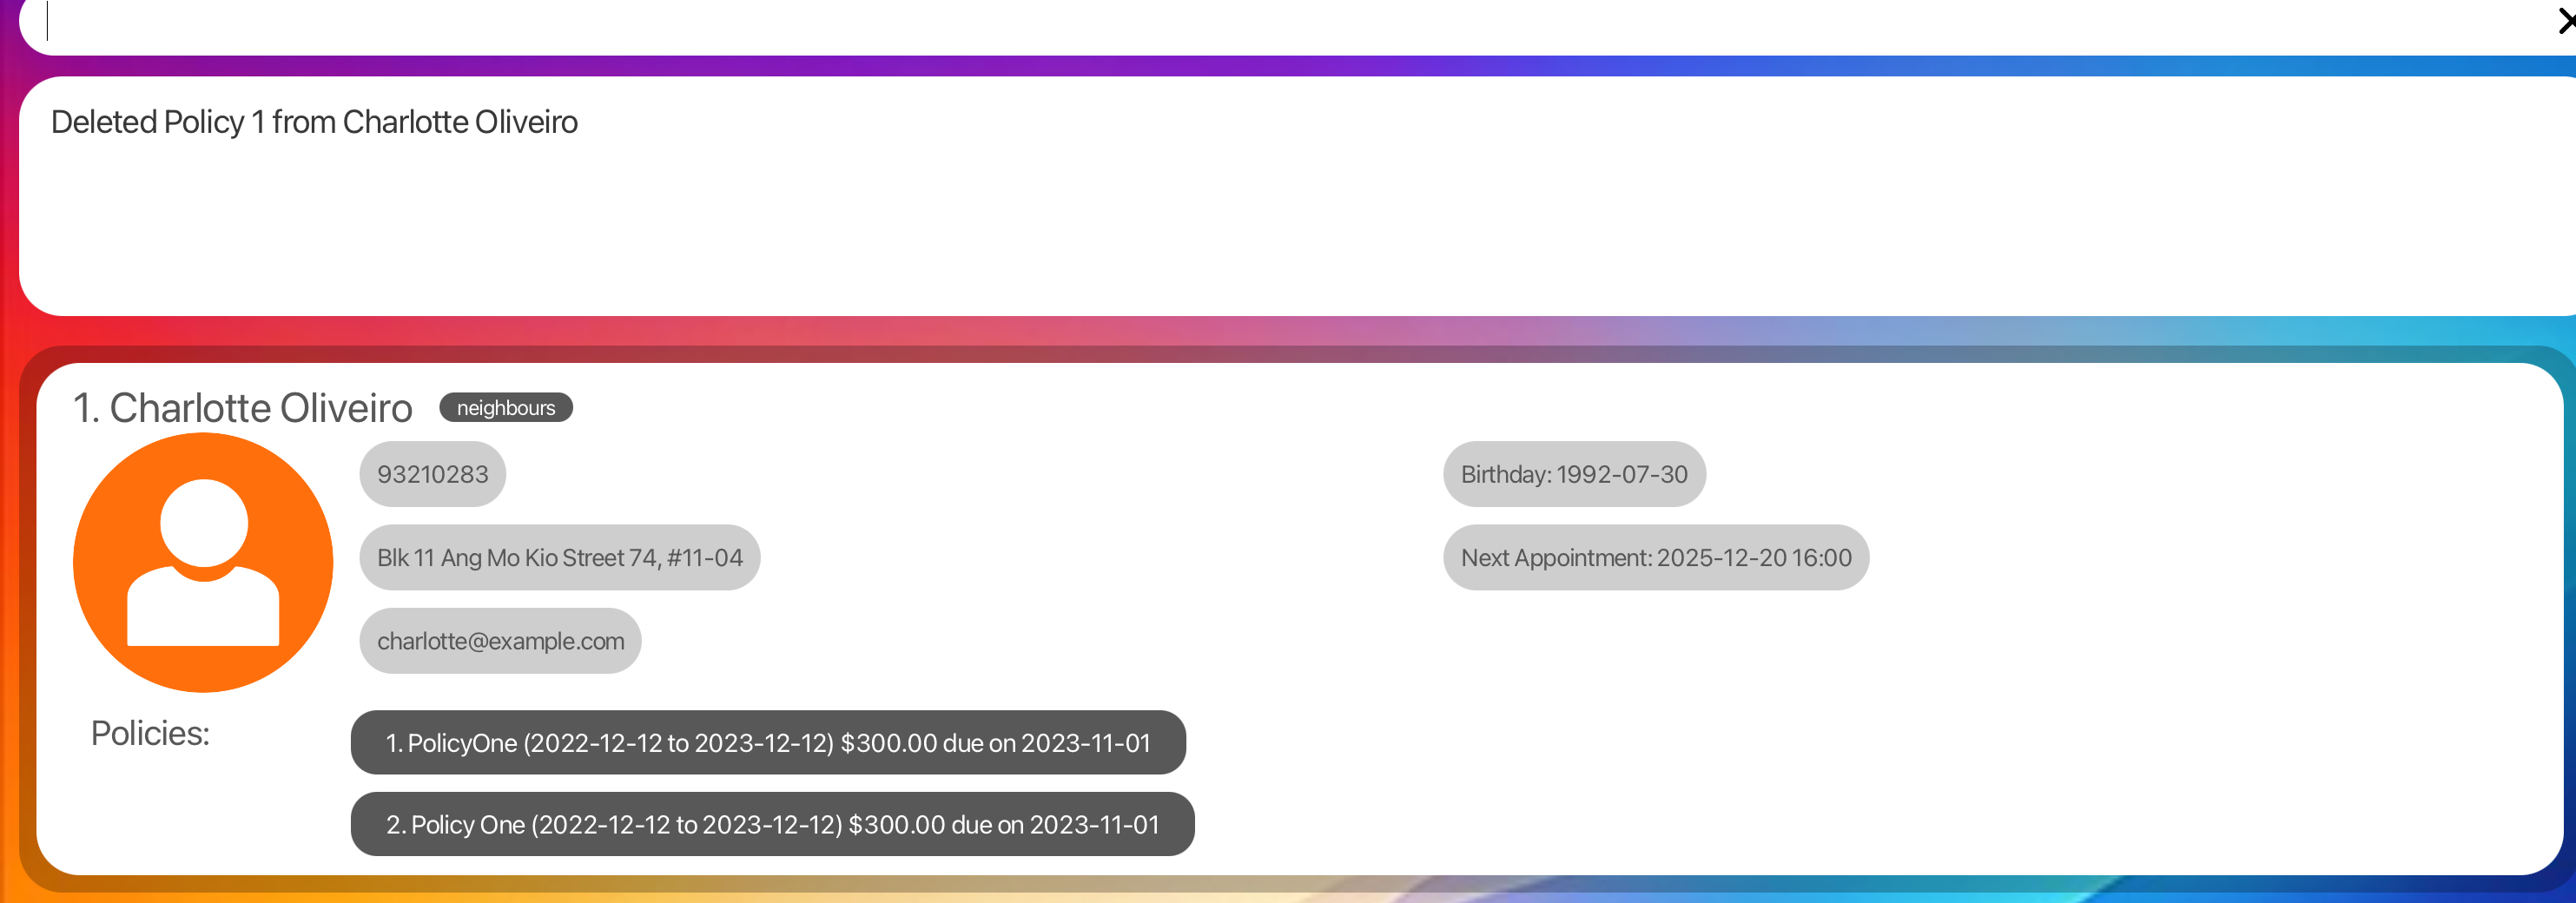 Deleted Policy 1 from Charlotte Oliveiro
1. Charlotte Oliveiro neighbours
93210283
Birthday: 1992-07-30
Blk 11 Ang Mo Kio Street 74, #11-04
Next Appointment: 2025-12-20 16:00
charlotte@example.com
Policies:
1. PolicyOne (2022-12-12 to 2023-12-12) $300.00 due on 2023-11-01
2. Policy One (2022-12-12 to 2023-12-12) $300.00 due on 2023-11-01